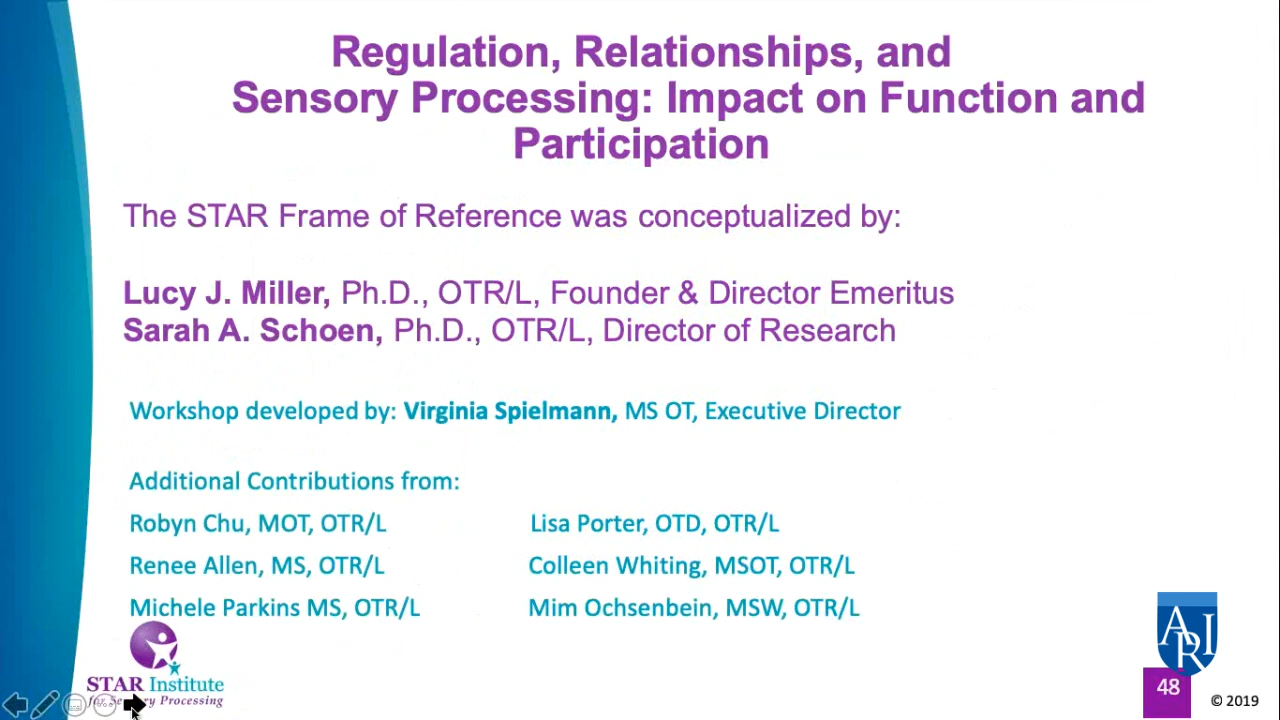 Regulation, Relationships, and
Sensory Processing: Impact on Function and
Participation
The STAR Frame of Reference was conceptualized by:
Lucy J. Miller, Ph.D., OTR/L, Founder & Director Emeritus
Sarah A. Schoen, Ph.D., OTR/L, Director of Research
Workshop developed by: Virginia Spielmann, MS OT, Executive Director
Additional Contributions from:
Robyn Chu, MOT, OTR/L
Lisa Porter, OTD, OTR/L
Renee Allen, MS, OTR/L
Colleen Whiting, MSOT, OTR/L
Michele Parkins MS, OTR/L
Mim Ochsenbein, MSW, OTR/L
STAR Institute
for Sensory Processing
ARI
48
© 2019